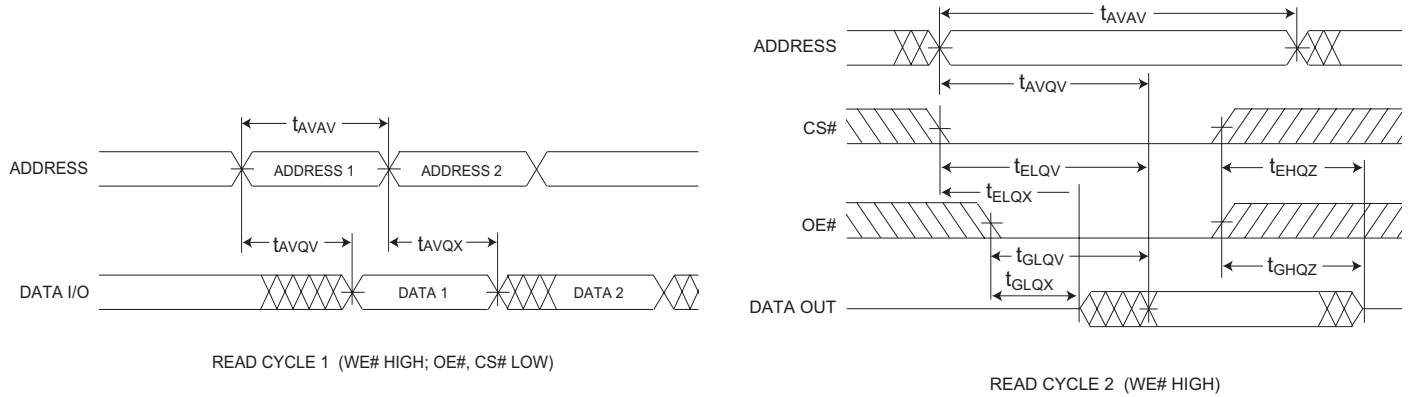 tAVAV
ADDRESS
ADDRESS 1
ADDRESS 2
tAVQV
tAVQX
DATA I/O
DATA 1
DATA 2
READ CYCLE 1 (WE# HIGH; OE#, CS# LOW)
tAVAV
ADDRESS
tAVQV
CS#
tELQV
tEHQZ
tELQX
OE#
tGLQV
tGHQZ
tGLQX
DATA OUT
READ CYCLE 2 (WE# HIGH)